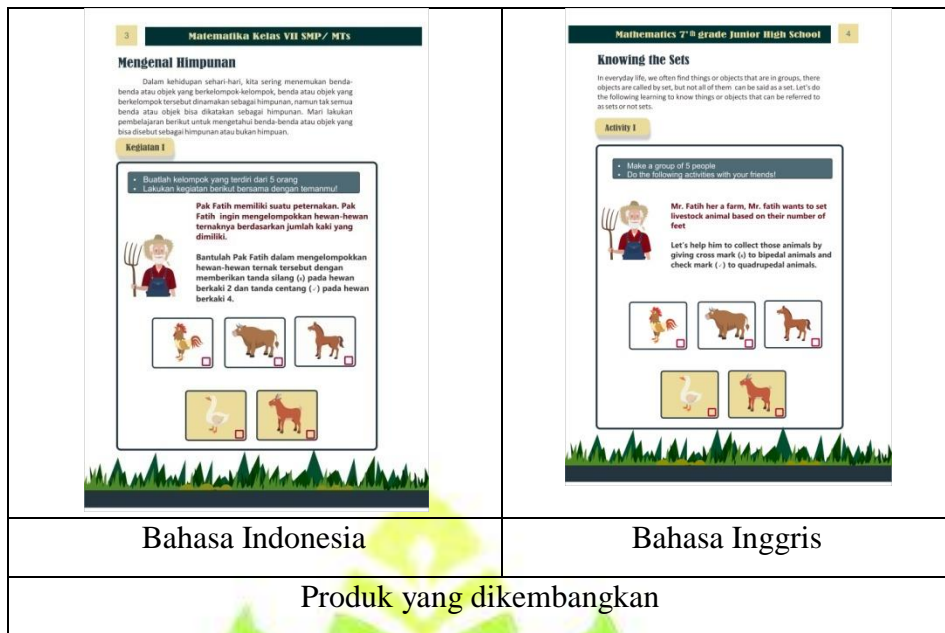 3
Matematika Kelas VII SMP/ MTs
Mengenal Himpunan
Dalam kehidupan sehari-hari, kita sering menemukan benda-
benda atau objek yang berkelompok-kelompok, benda atau objek yang
berkelompok tersebut dinamakan sebagai himpunan, namun tak semua
benda atau objek bisa dikatakan sebagai himpunan. Mari lakukan
pembelajaran berikut untuk mengetahui benda-benda atau objek yang
bisa disebut sebagai himpunan atau bukan himpuan.
Kegiatan 1
• Buatlah kelompok yang terdiri dari 5 orang
• Lakukan kegiatan berikut bersama dengan temanmu!
Pak Fatih memiliki suatu peternakan. Pak
Fatih ingin mengelompokkan hewan-hewan
ternaknya berdasarkan jumlah kaki yang
dimiliki.
Bantulah Pak Fatih dalam mengelompokkan
hewan-hewan ternak tersebut dengan
memberikan tanda silang (x) pada hewan
berkaki 2 dan tanda centang (✓) pada hewan
berkaki 4.
Mathematics 7'th grade Junior High School
4
Knowing the Sets
In everyday life, we often find things or objects that are in groups, there
objects are called by set, but not all of them can be said as a set. Let's do
the following learning to know things or objects that can be referred to
as sets or not sets.
Activity 1
• Make a group of 5 people
• Do the following activities with your friends!
Mr. Fatih her a farm, Mr. fatih wants to set
livestock animal based on their number of
feet
Let's help him to collect those animals by
giving cross mark (x) to bipedal animals and
check mark (✓) to quadrupedal animals.
Bahasa Indonesia
Bahasa Inggris
Produk yang dikembangkan